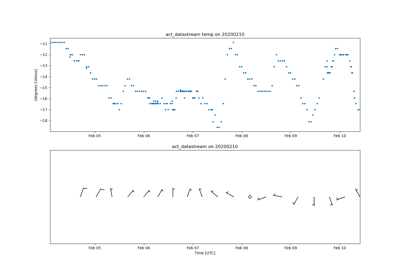 act_datastream temp on 20200210
(degrees Celsius)
−11
−12
−13
−14
−15
−16
−17
−18
Feb 05 Feb 06 Feb 07 Feb 08 Feb 09 Feb 10
act_datastream on 20200210
Feb 05 Feb 06 Feb 07 Feb 08 Feb 09 Feb 10
Time [UTC]